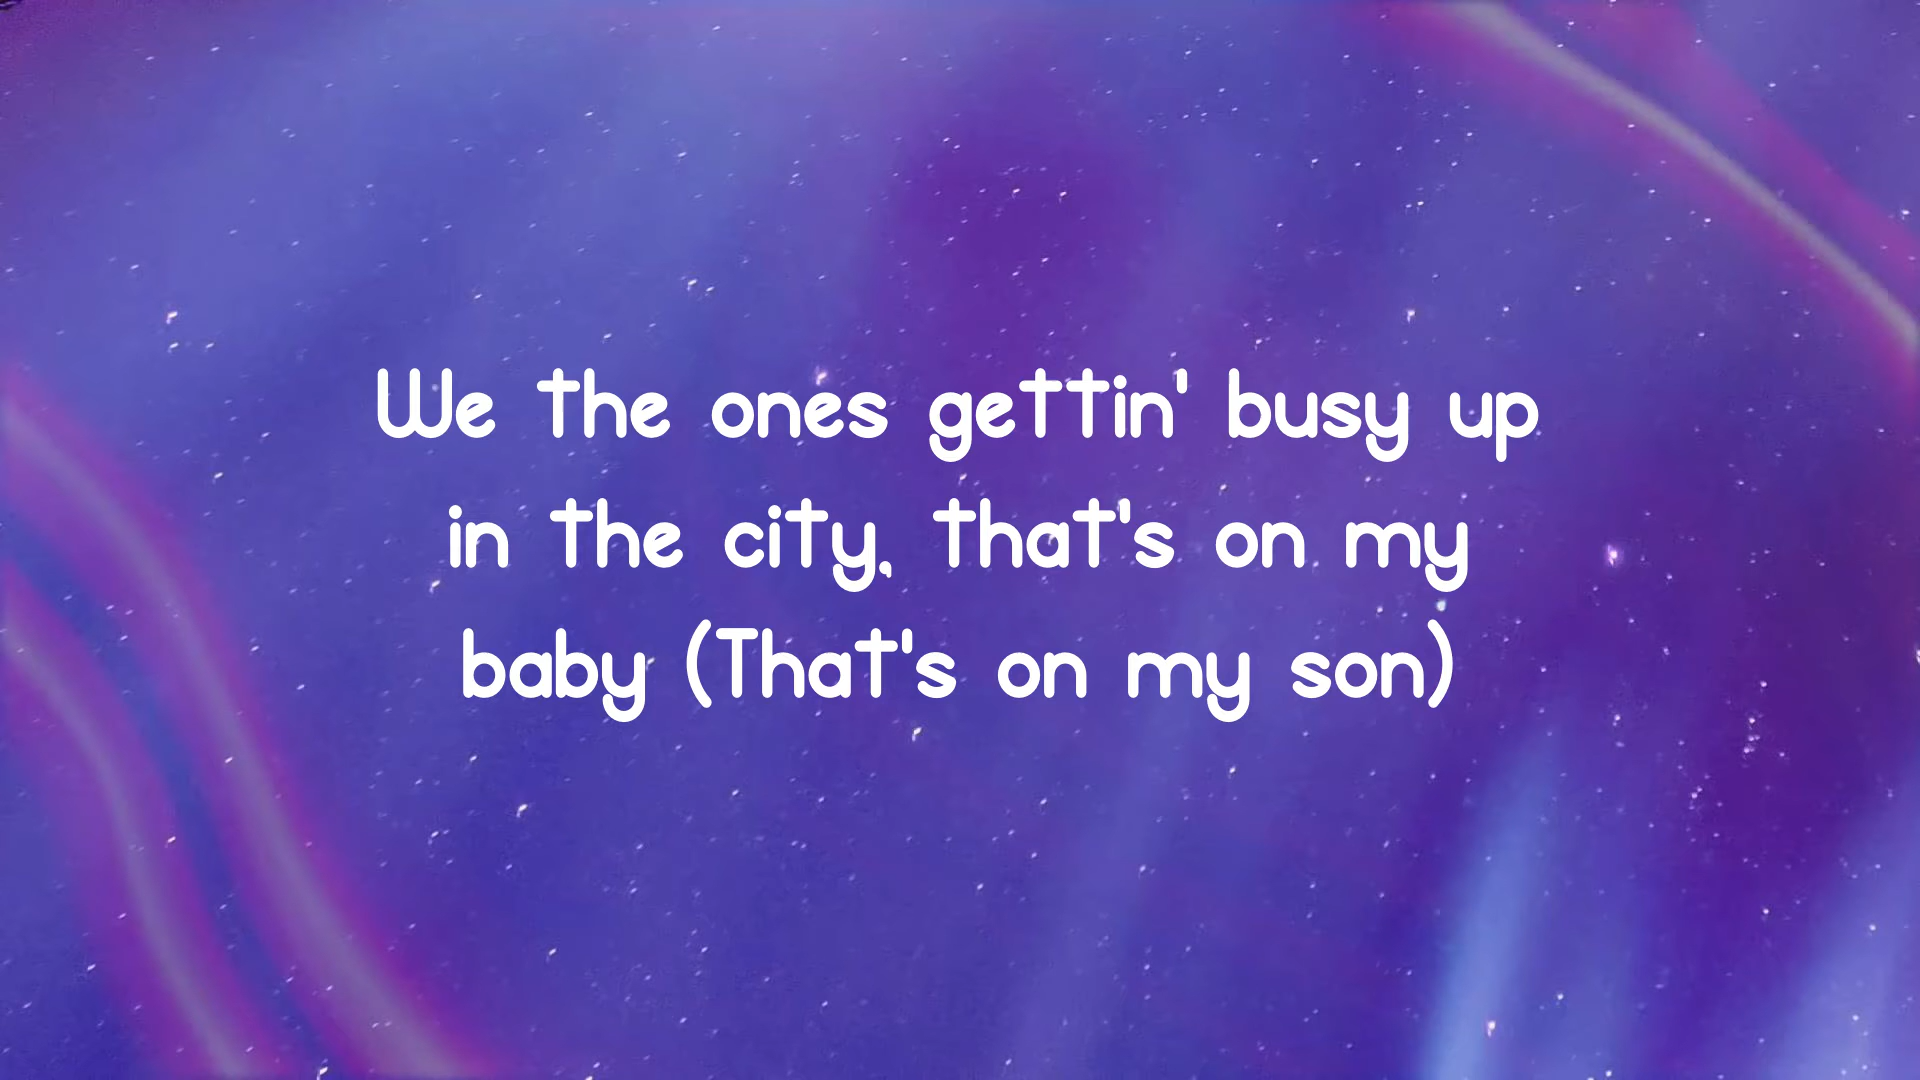 We the ones gettin' busy up
in the city, that's on my
baby (That's on my son)